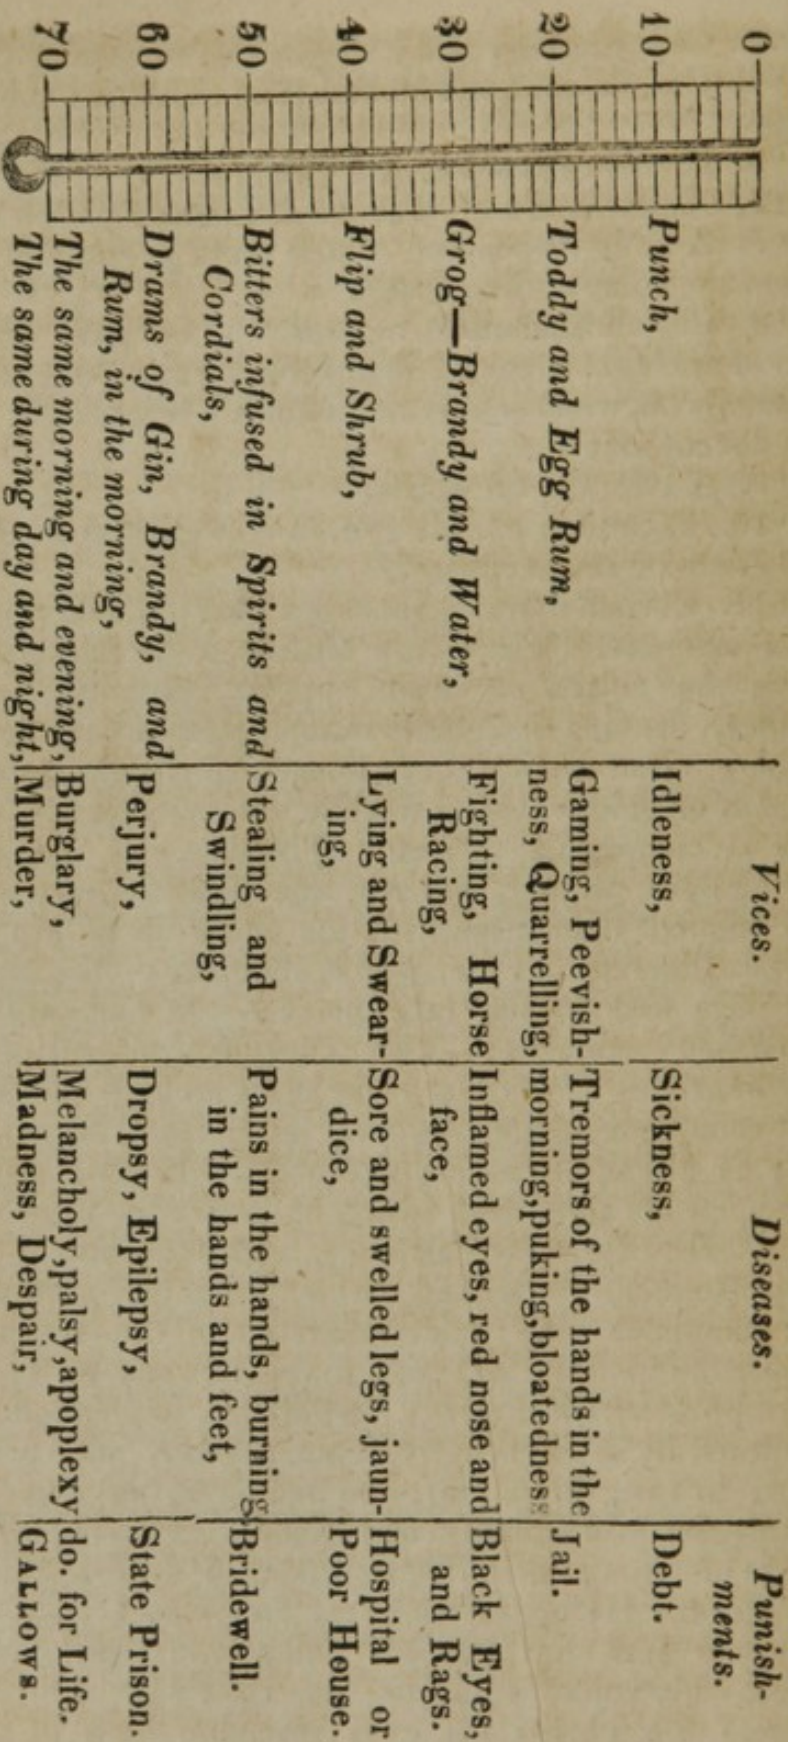 Vices. Diseases. Punish-
ments.
0
10 Punch, Idleness, Sickness, Debt.
20 Toddy and Egg Rum, Gaming, Peevish- Tremors of the hands in the Jail.
ness, Quarrelling, morning, puking, bloatedness
30 Grog—Brandy and Water, Fighting, Horse Inflamed eyes, red nose and Black Eyes,
Racing, face, and Rags.
40 Flip and Shrub, Lying and Swear- Sore and swelled legs, jaun- Hospital or
ing, dice, Poor House.
50 Bitters infused in Spirits and Stealing and Pains in the hands, burning Bridewell.
Cordials, Swindling, in the hands and feet,
60 Drams of Gin, Brandy, and Perjury, Dropsy, Epilepsy, State Prison.
Rum, in the morning,
70 The same morning and evening, Burglary, Melancholy, palsy, apoplexy do. for Life.
The same during day and night, Murder, Madness, Despair, GALLOWS.